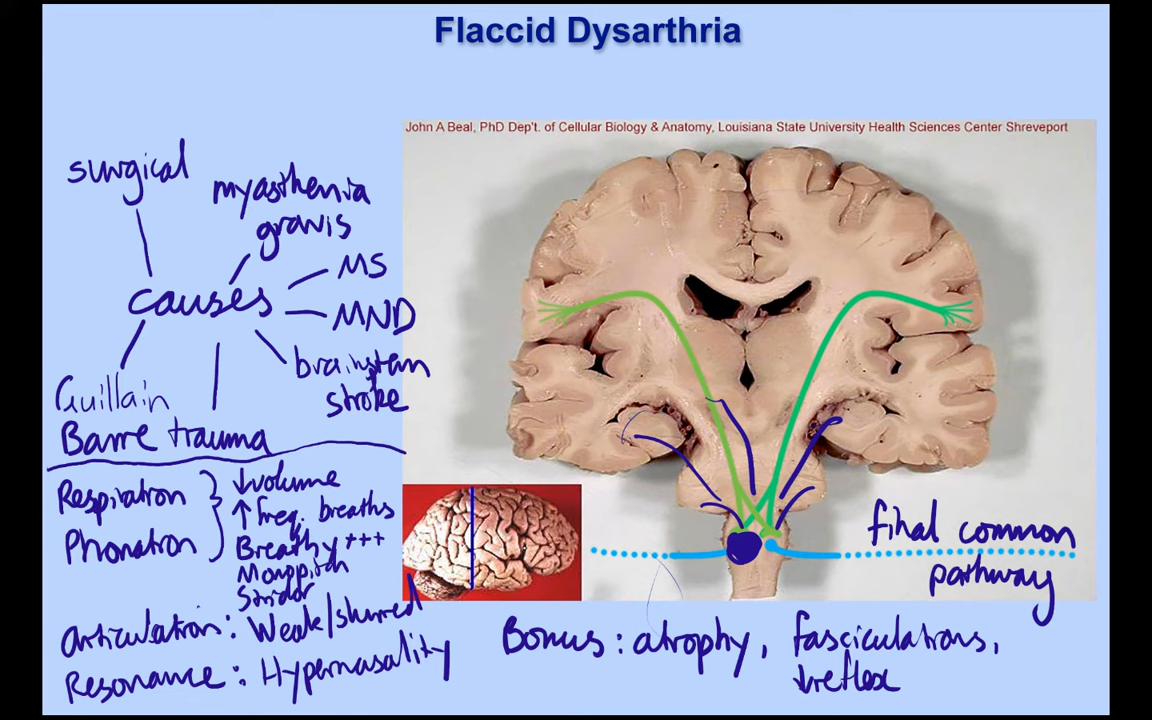 Flaccid Dysarthria
John A Beal, PhD Dep't. of Cellular Biology & Anatomy, Louisiana State University Health Sciences Center Shreveport
surgical
myasthenia
gravis
MS
causes
MND
brainstem
stroke
Guillain
Barre trauma
Respiration
Phonation
↓volume
↑freq. breaths
Breathy+++
Monopitch
Stridor
Articulation: Weak/slurred
Resonance: Hypernasality
final common
pathway
Bonus: atrophy, fasciculations,
↓reflex